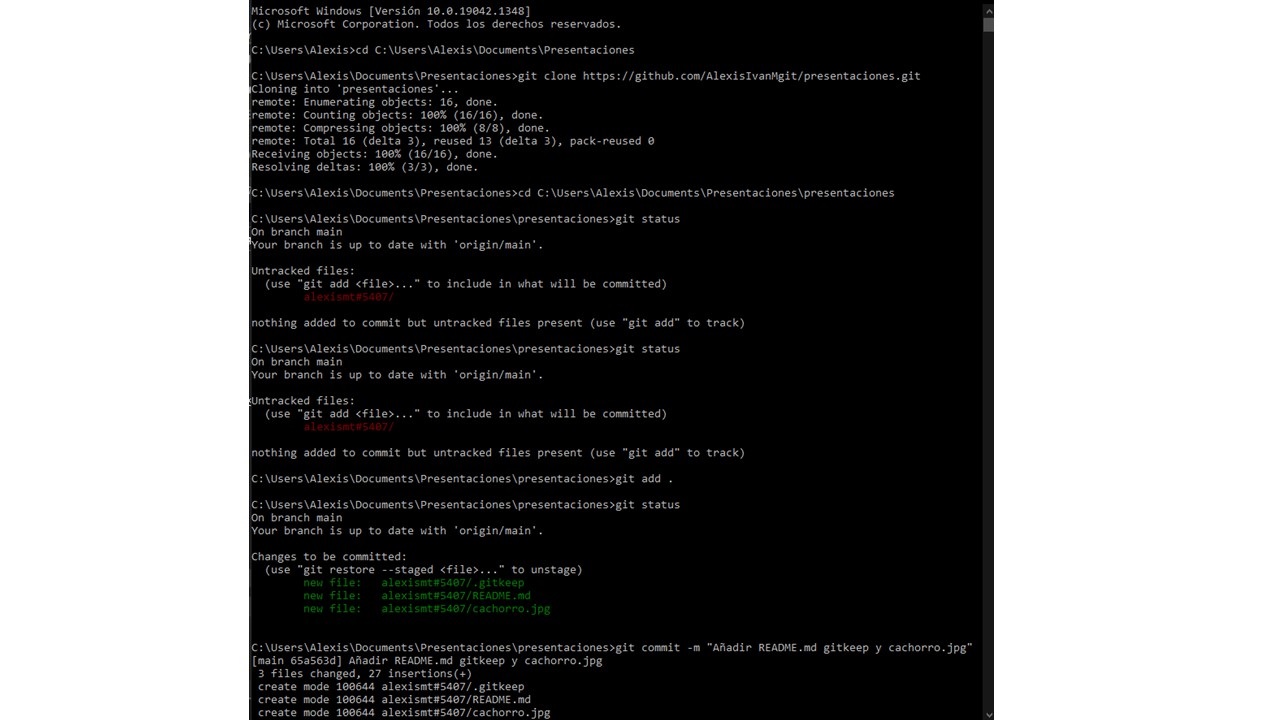 Microsoft Windows [Versión 10.0.19042.1348]
(c) Microsoft Corporation. Todos los derechos reservados.
C:\Users\Alexis>cd C:\Users\Alexis\Documents\Presentaciones
C:\Users\Alexis\Documents\Presentaciones>git clone https://github.com/AlexisIvanMgit/presentaciones.git
Cloning into 'presentaciones'...
remote: Enumerating objects: 16, done.
remote: Counting objects: 100% (16/16), done.
remote: Compressing objects: 100% (8/8), done.
remote: Total 16 (delta 3), reused 13 (delta 3), pack-reused 0
Receiving objects: 100% (16/16), done.
Resolving deltas: 100% (3/3), done.
C:\Users\Alexis\Documents\Presentaciones>cd C:\Users\Alexis\Documents\Presentaciones\presentaciones
C:\Users\Alexis\Documents\Presentaciones\presentaciones>git status
On branch main
Your branch is up to date with 'origin/main'.
Untracked files:
  (use "git add <file>..." to include in what will be committed)
        alexismt#5407/
nothing added to commit but untracked files present (use "git add" to track)
C:\Users\Alexis\Documents\Presentaciones\presentaciones>git status
On branch main
Your branch is up to date with 'origin/main'.
Untracked files:
  (use "git add <file>..." to include in what will be committed)
        alexismt#5407/
nothing added to commit but untracked files present (use "git add" to track)
C:\Users\Alexis\Documents\Presentaciones\presentaciones>git add .
C:\Users\Alexis\Documents\Presentaciones\presentaciones>git status
On branch main
Your branch is up to date with 'origin/main'.
Changes to be committed:
  (use "git restore --staged <file>..." to unstage)
        new file:   alexismt#5407/.gitkeep
        new file:   alexismt#5407/README.md
        new file:   alexismt#5407/cachorro.jpg
C:\Users\Alexis\Documents\Presentaciones\presentaciones>git commit -m "Añadir README.md gitkeep y cachorro.jpg"
[main 65a563d] Añadir README.md gitkeep y cachorro.jpg
 3 files changed, 27 insertions(+)
 create mode 100644 alexismt#5407/.gitkeep
 create mode 100644 alexismt#5407/README.md
 create mode 100644 alexismt#5407/cachorro.jpg